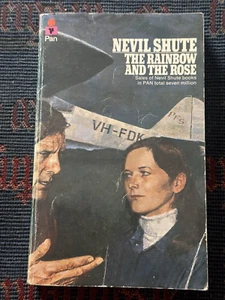 Pan
NEVIL SHUTE
THE RAINBOW
AND THE ROSE
Sales of Nevil Shute books
in PAN total seven million
VH-FDK